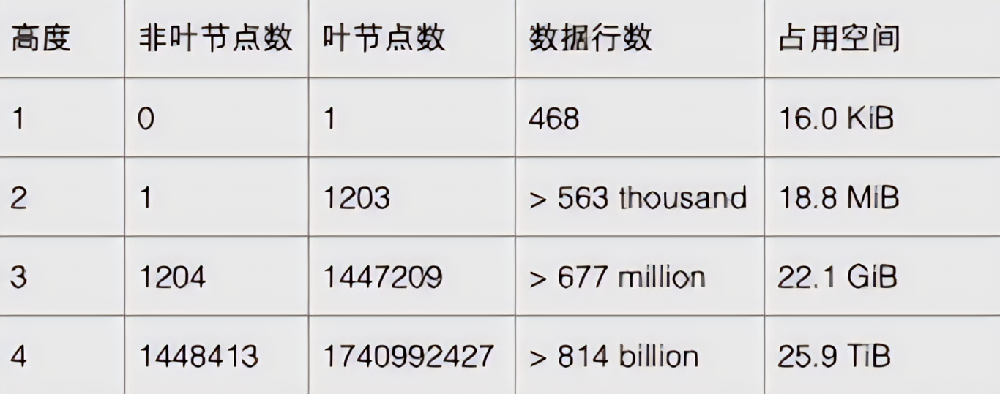 高度 非叶节点数 叶节点数 数据行数 占用空间
1 0 1 468 16.0 KiB
2 1 1203 > 563 thousand 18.8 MiB
3 1204 1447209 > 677 million 22.1 GiB
4 1448413 1740992427 > 814 billion 25.9 TiB